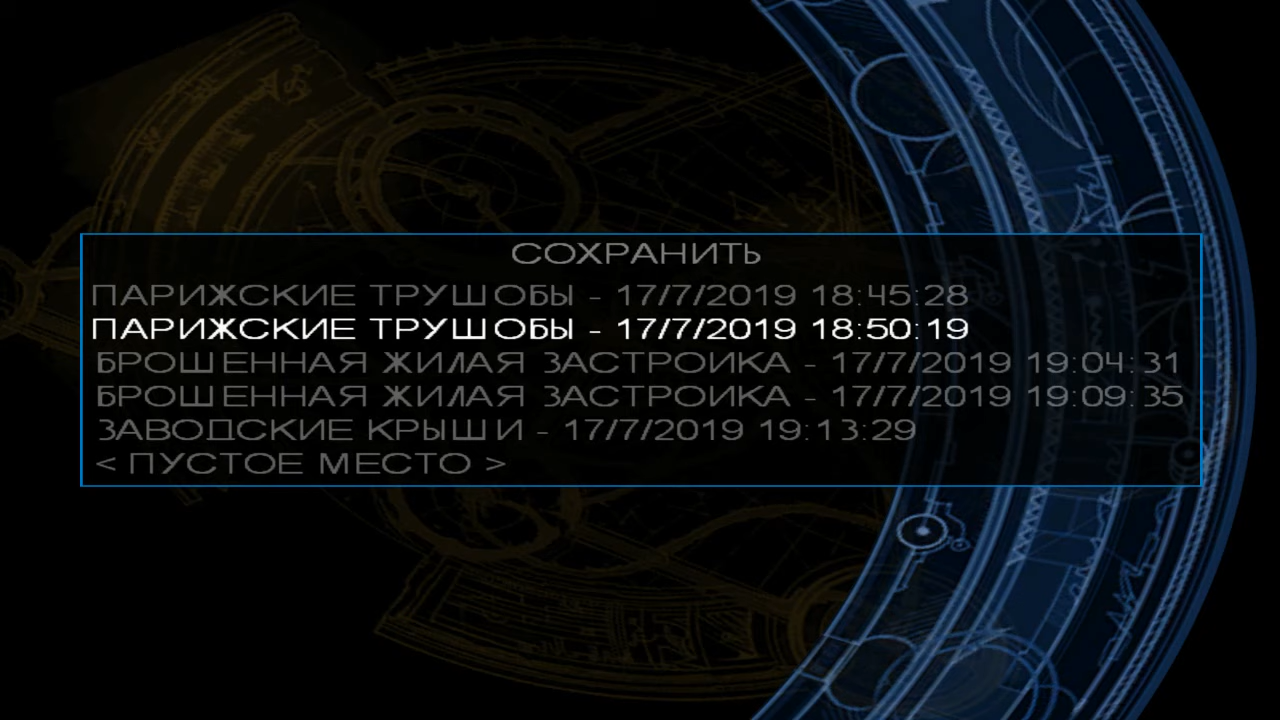 СОХРАНИТЬ
ПАРИЖСКИЕ ТРУШОБЫ - 17/7/2019 18:45:28
ПАРИЖСКИЕ ТРУШОБЫ - 17/7/2019 18:50:19
БРОШЕННАЯ ЖИЛАЯ ЗАСТРОИКА - 17/7/2019 19:04:31
БРОШЕННАЯ ЖИЛАЯ ЗАСТРОИКА - 17/7/2019 19:09:35
ЗАВОДСКИЕ КРЫШИ - 17/7/2019 19:13:29
< ПУСТОЕ МЕСТО >